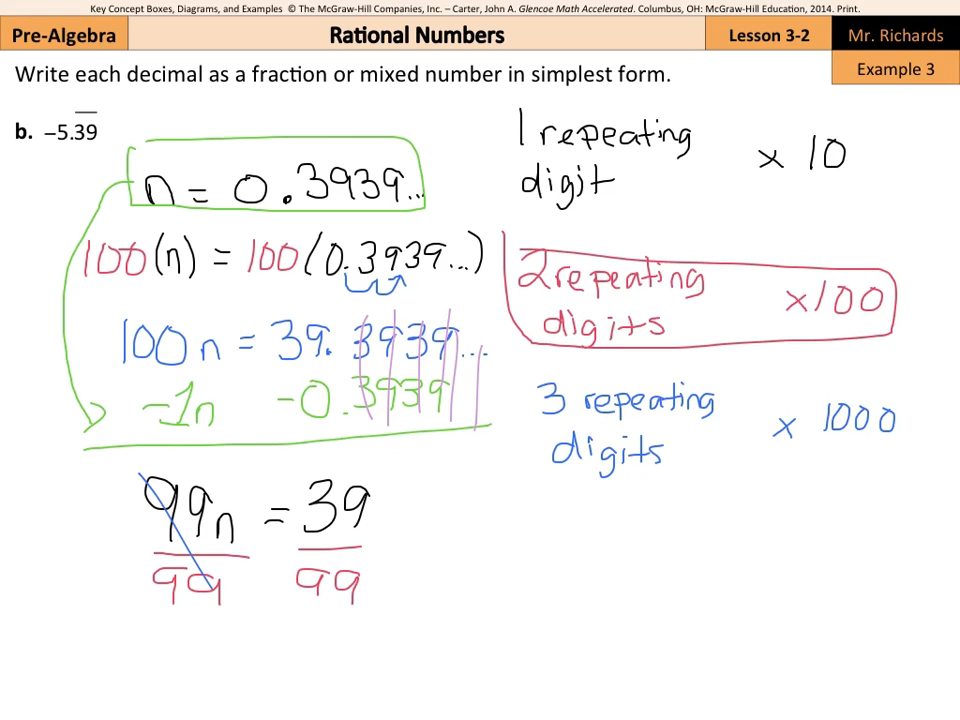 Key Concept Boxes, Diagrams, and Examples © The McGraw-Hill Companies, Inc. – Carter, John A. Glencoe Math Accelerated. Columbus, OH: McGraw-Hill Education, 2014. Print.
Pre-Algebra
Rational Numbers
Lesson 3-2
Mr. Richards
Example 3
Write each decimal as a fraction or mixed number in simplest form.
b. −5.3̅9̅
n = 0.3939...
100(n) = 100(0.3939...)
100n = 39.3939...
−1n −0.3939
99n = 39
99 99
1 repeating
digit
× 10
2 repeating
digits
×100
3 repeating
digits
× 1000